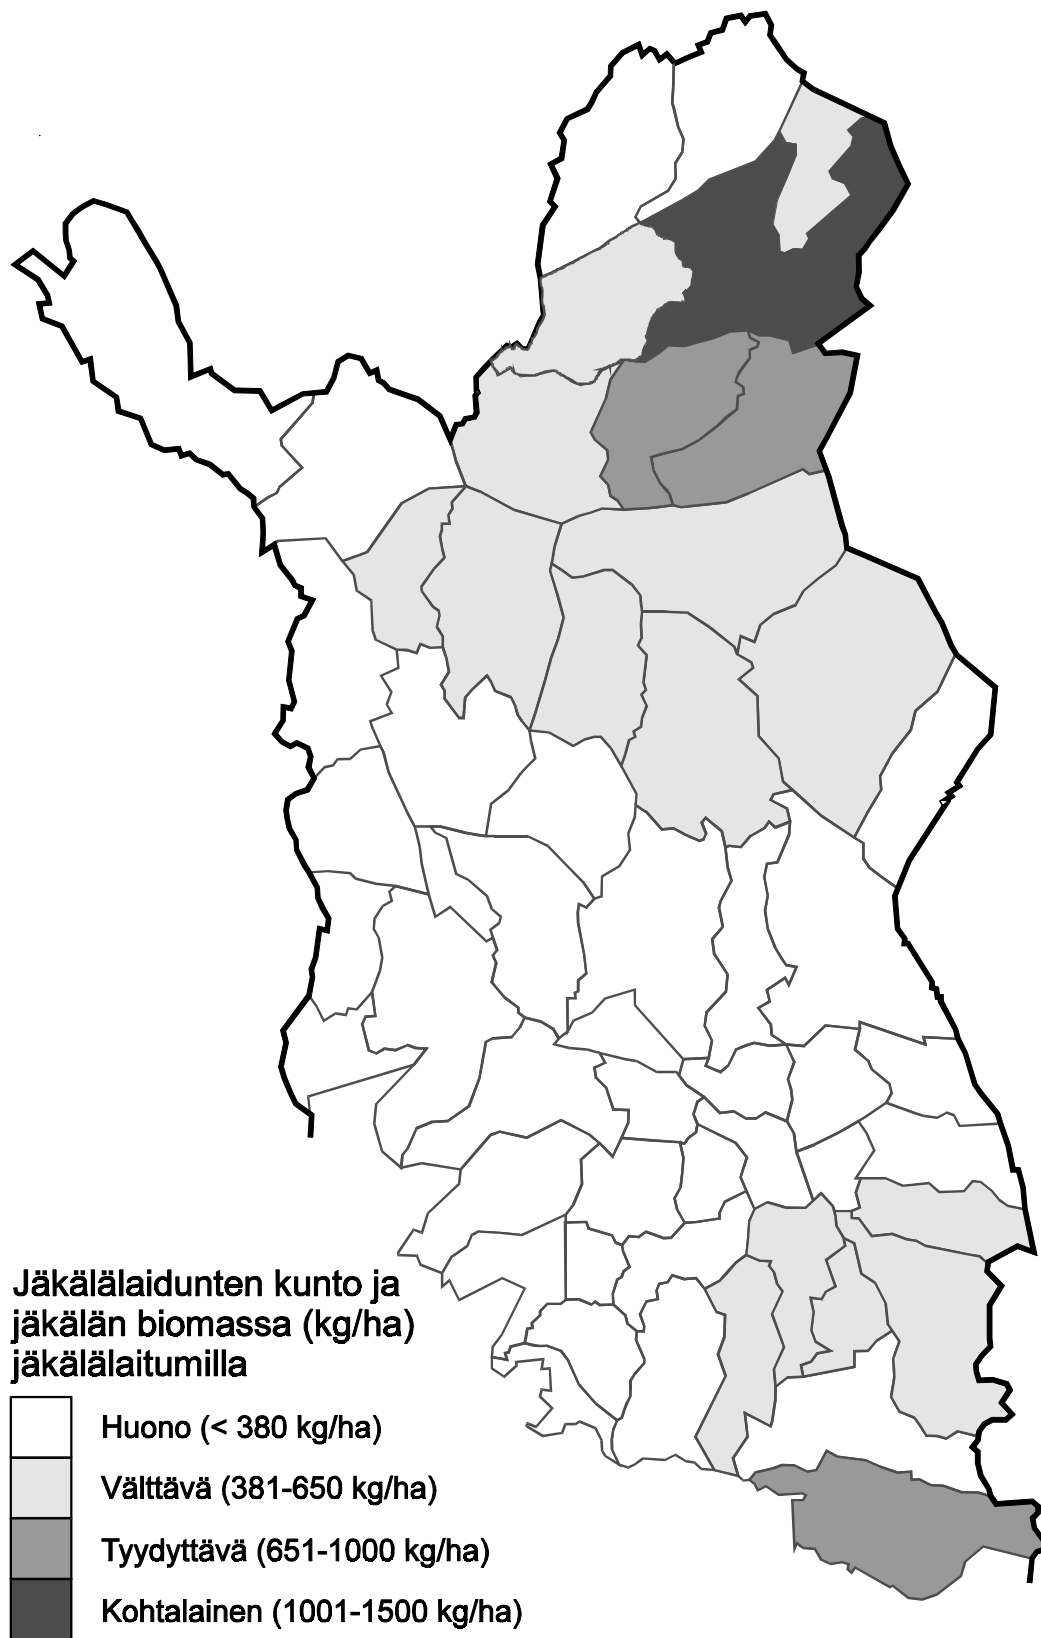 Jäkälälaidunten kunto ja
jäkälän biomassa (kg/ha)
jäkälälaitumilla
Huono (< 380 kg/ha)
Välttävä (381-650 kg/ha)
Tyydyttävä (651-1000 kg/ha)
Kohtalainen (1001-1500 kg/ha)